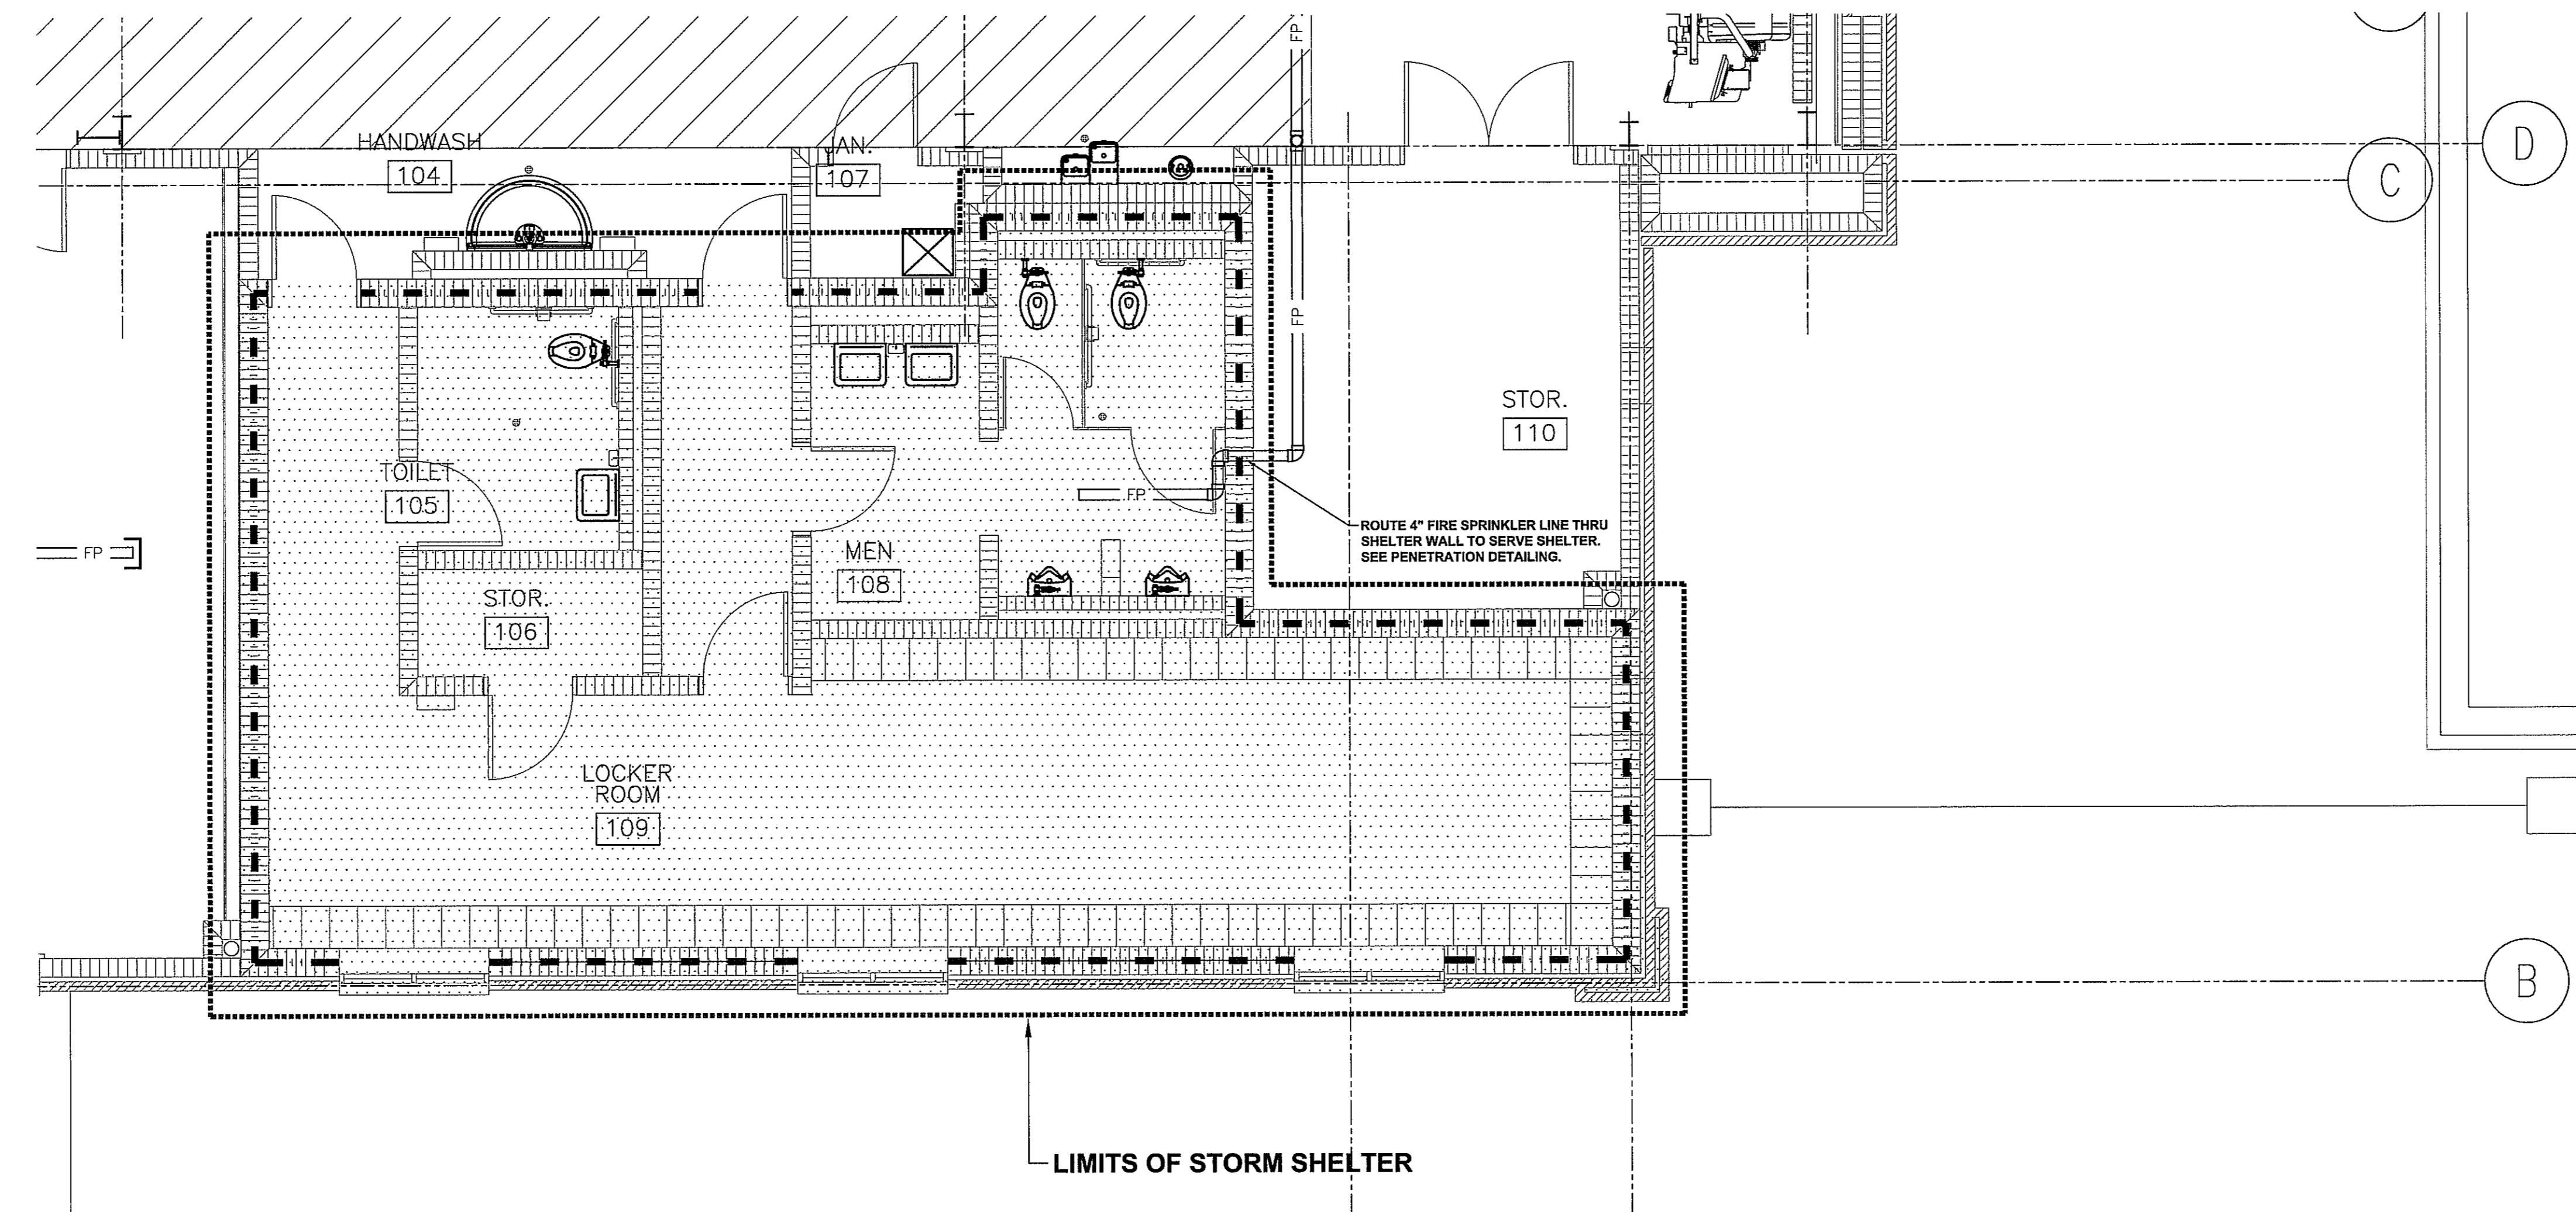 FP
D
C
HANDWASH
104
JAN.
107
FP
STOR.
110
TOILET
105
FP
ROUTE 4" FIRE SPRINKLER LINE THRU
SHELTER WALL TO SERVE SHELTER.
SEE PENETRATION DETAILING.
FP
MEN
108
STOR.
106
LOCKER
ROOM
109
B
LIMITS OF STORM SHELTER